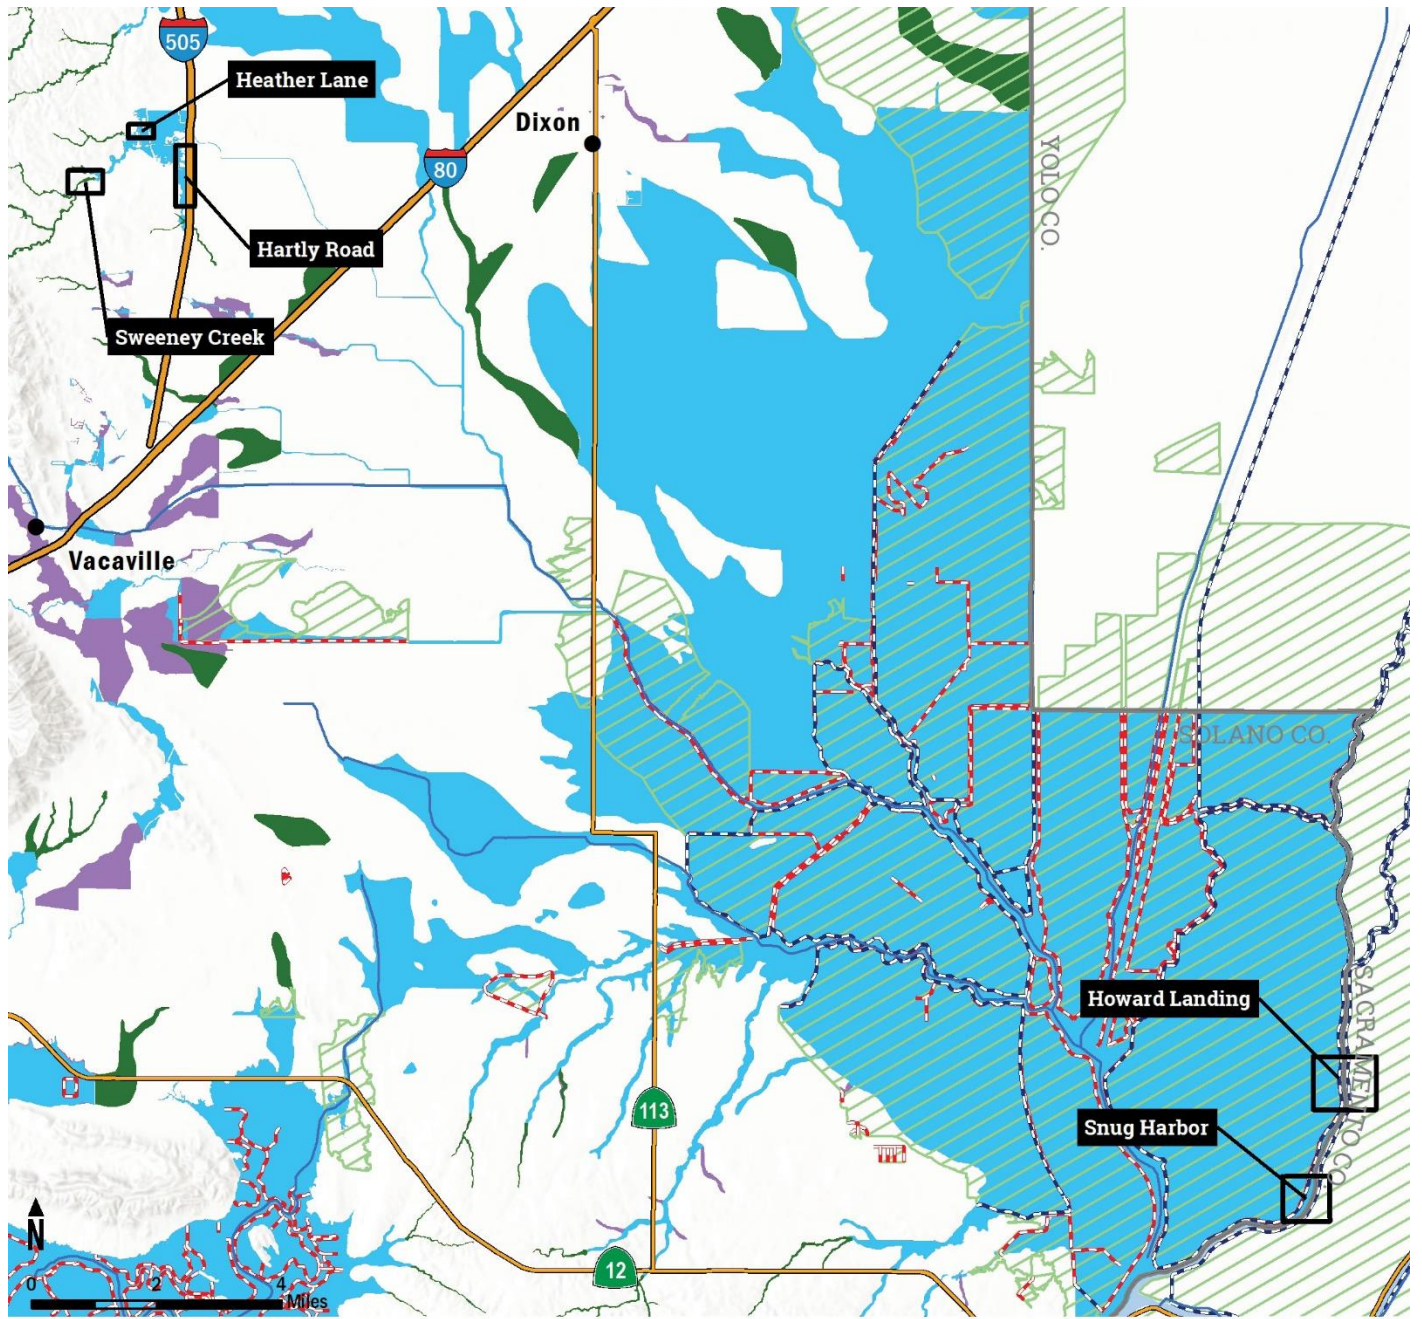 505
Heather Lane
Dixon
80
YOLO CO.
Hartly Road
Sweeney Creek
Vacaville
SOLANO CO.
SACRAMENTO CO.
Howard Landing
Snug Harbor
113
12
N
0 2 4
Miles